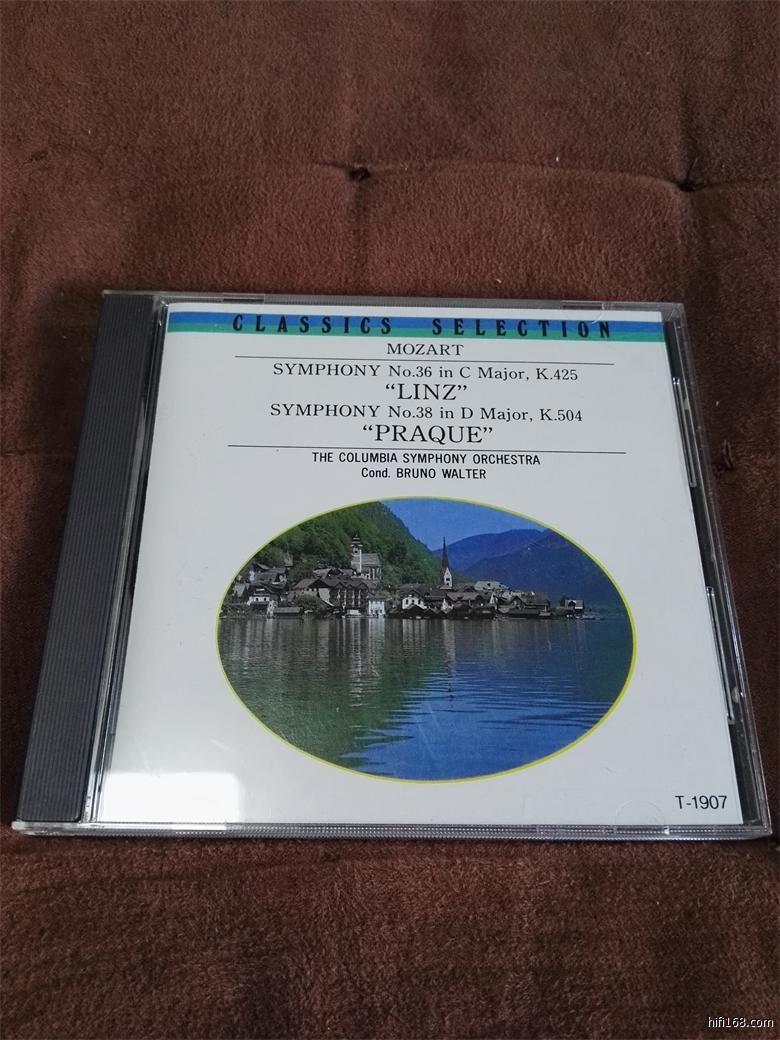 CLASSICS SELECTION
MOZART
SYMPHONY No.36 in C Major, K.425
“LINZ”
SYMPHONY No.38 in D Major, K.504
“PRAQUE”
THE COLUMBIA SYMPHONY ORCHESTRA
Cond. BRUNO WALTER
T-1907
hifi168.com